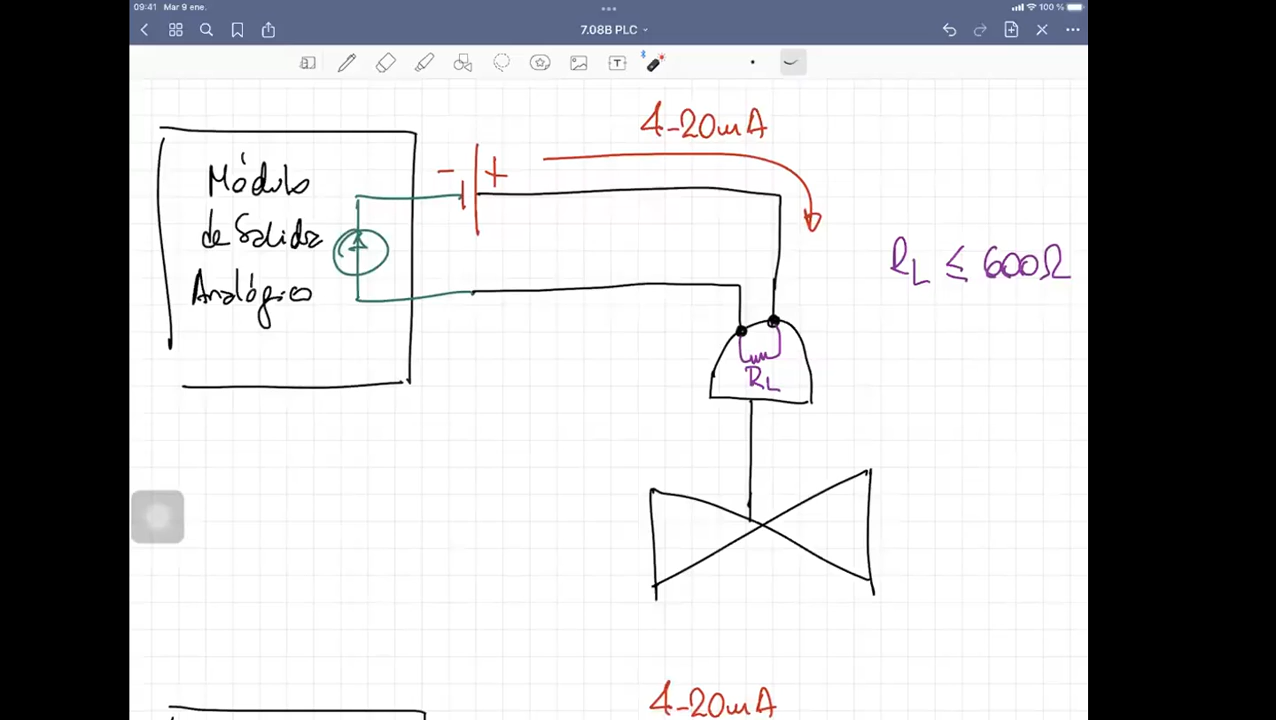 09:41 Mar 9 ene.
100 %
7.08B PLC
4-20mA
Módulo
de Salida
Analógico
- +
RL ≤ 600Ω
RL
4-20mA